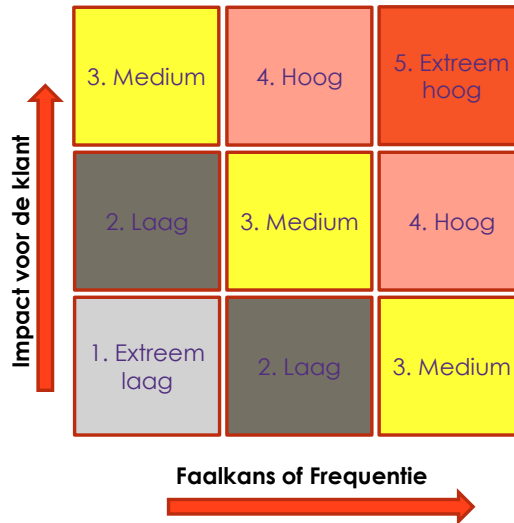 3. Medium
4. Hoog
5. Extreem
hoog
2. Laag
3. Medium
4. Hoog
1. Extreem
laag
2. Laag
3. Medium
Impact voor de klant
Faalkans of Frequentie